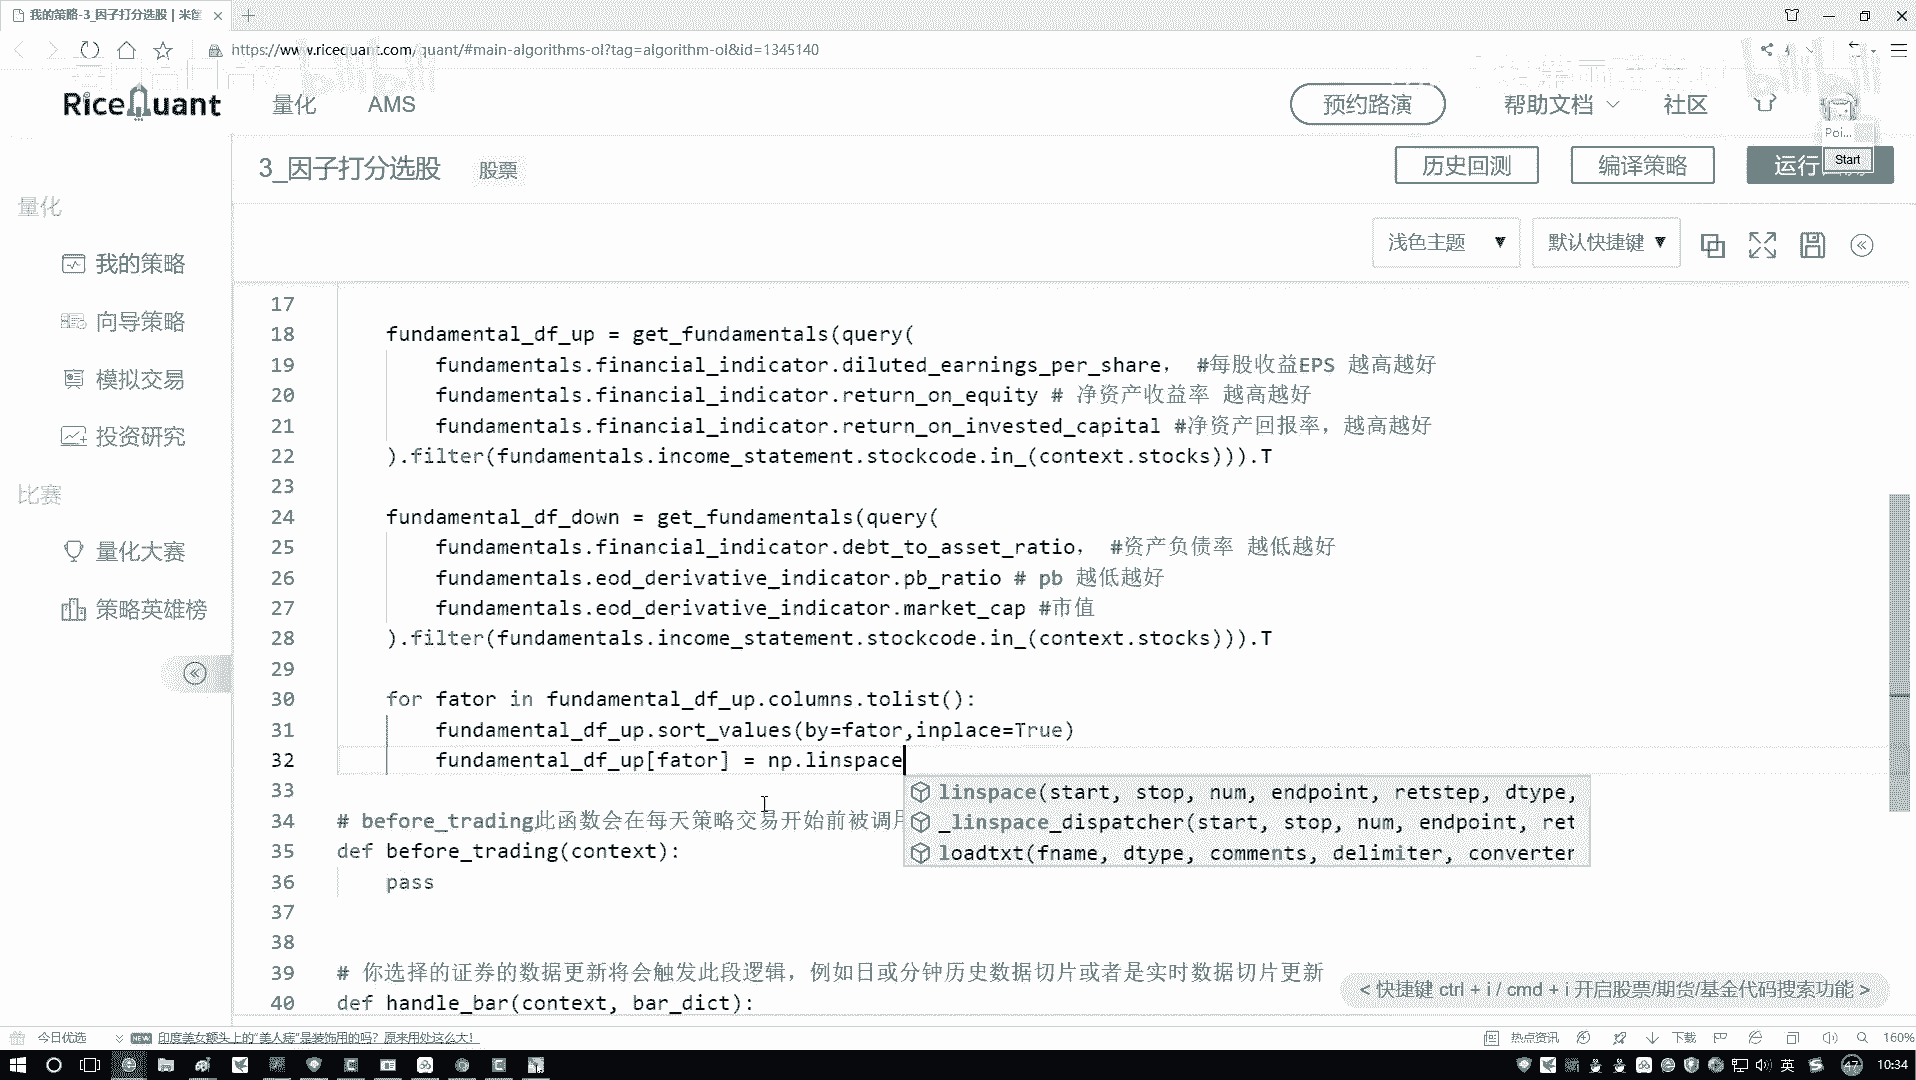 我的策略-3_因子打分选股 | 米筐
https://www.ricequant.com/quant/#main-algorithms-ol?tag=algorithm-ol&id=1345140
bilibili
bilibili
RiceQuant
量化
AMS
预约路演
帮助文档
社区
Poi...
Start
3_因子打分选股
股票
历史回测
编译策略
运行
浅色主题
默认快捷键
量化
我的策略
向导策略
模拟交易
投资研究
比赛
量化大赛
策略英雄榜
17
18 fundamental_df_up = get_fundamentals(query(
19 fundamentals.financial_indicator.diluted_earnings_per_share, #每股收益EPS 越高越好
20 fundamentals.financial_indicator.return_on_equity # 净资产收益率 越高越好
21 fundamentals.financial_indicator.return_on_invested_capital #净资产回报率，越高越好
22 ).filter(fundamentals.income_statement.stockcode.in_(context.stocks))).T
23
24 fundamental_df_down = get_fundamentals(query(
25 fundamentals.financial_indicator.debt_to_asset_ratio, #资产负债率 越低越好
26 fundamentals.eod_derivative_indicator.pb_ratio # pb 越低越好
27 fundamentals.eod_derivative_indicator.market_cap #市值
28 ).filter(fundamentals.income_statement.stockcode.in_(context.stocks))).T
29
30 for fator in fundamental_df_up.columns.tolist():
31 fundamental_df_up.sort_values(by=fator,inplace=True)
32 fundamental_df_up[fator] = np.linspace
linspace(start, stop, num, endpoint, retstep, dtype,
_linspace_dispatcher(start, stop, num, endpoint, ret
loadtxt(fname, dtype, comments, delimiter, converter
33
34 # before_trading此函数会在每天策略交易开始前被调用
35 def before_trading(context):
36 pass
37
38
39 # 你选择的证券的数据更新将会触发此段逻辑，例如日或分钟历史数据切片或者是实时数据切片更新
40 def handle_bar(context, bar_dict):
< 快捷键 ctrl + i / cmd + i 开启股票/期货/基金代码搜索功能 >
今日优选
NEW
印度美女额头上的“美人痣”是装饰用的吗？原来用处这么大！
热点资讯
下载
160%
英
47
10:34